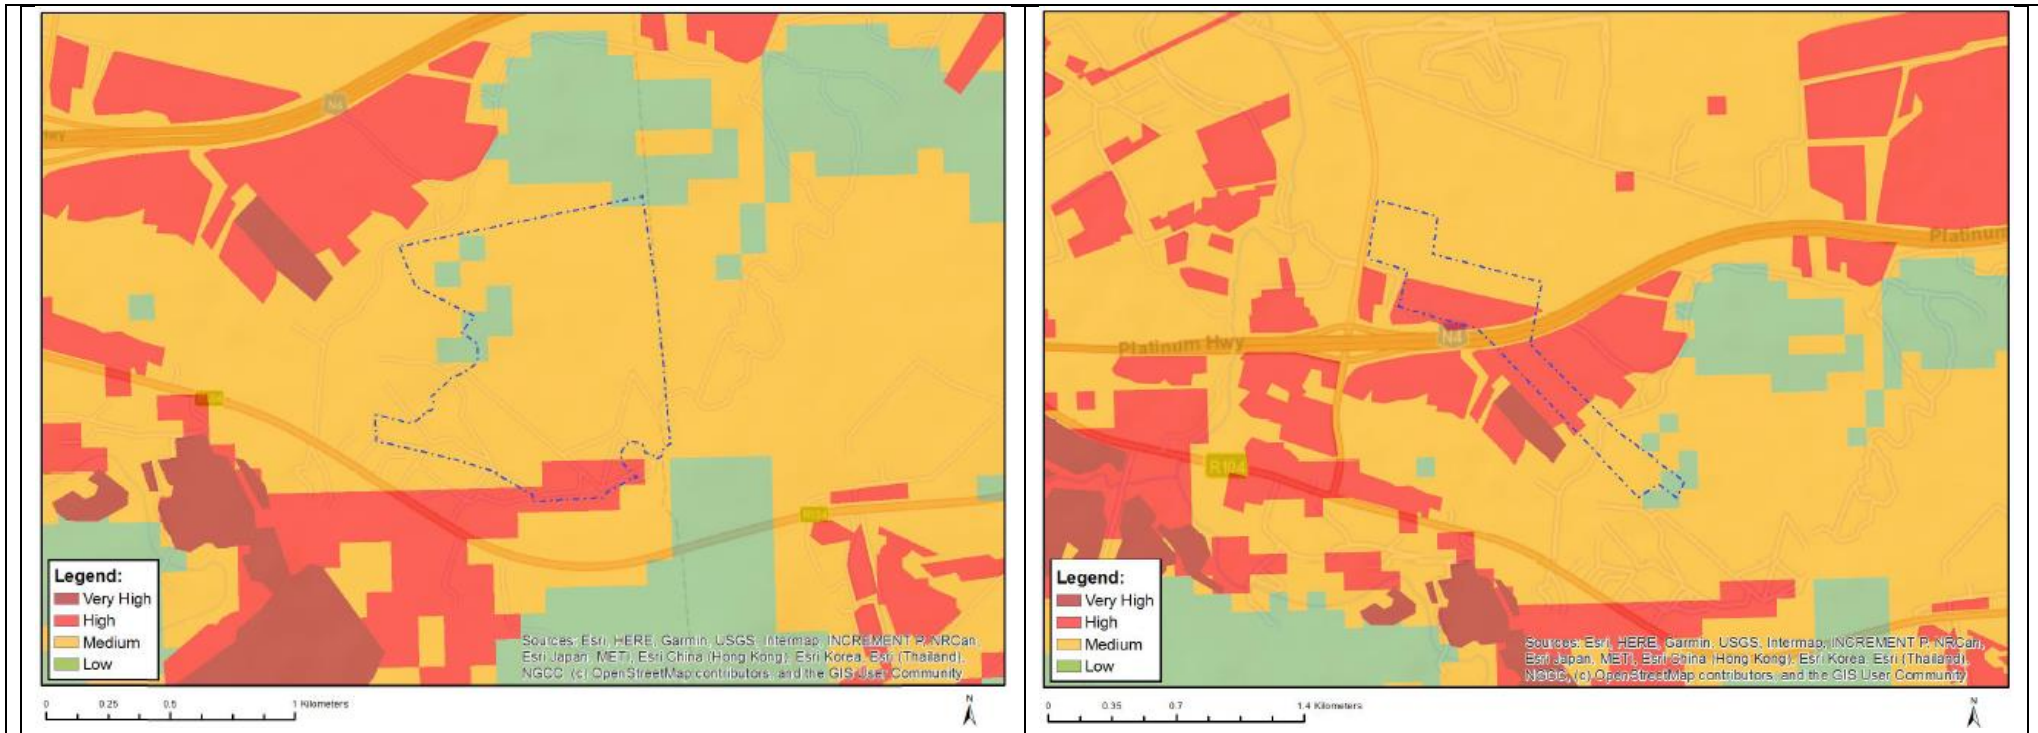 N4
Legend:
Very High
High
Medium
Low
Sources: Esri, HERE, Garmin, USGS, Intermap, INCREMENT P, NRCan,
Esri Japan, METI, Esri China (Hong Kong), Esri Korea, Esri (Thailand),
NGCC, (c) OpenStreetMap contributors, and the GIS User Community
0 0.25 0.5 1 Kilometers
N
Platinum
Platinum Hwy
N4
R104
Legend:
Very High
High
Medium
Low
Sources: Esri, HERE, Garmin, USGS, Intermap, INCREMENT P, NRCan,
Esri Japan, METI, Esri China (Hong Kong), Esri Korea, Esri (Thailand),
NGCC, (c) OpenStreetMap contributors, and the GIS User Community
0 0.35 0.7 1.4 Kilometers
N